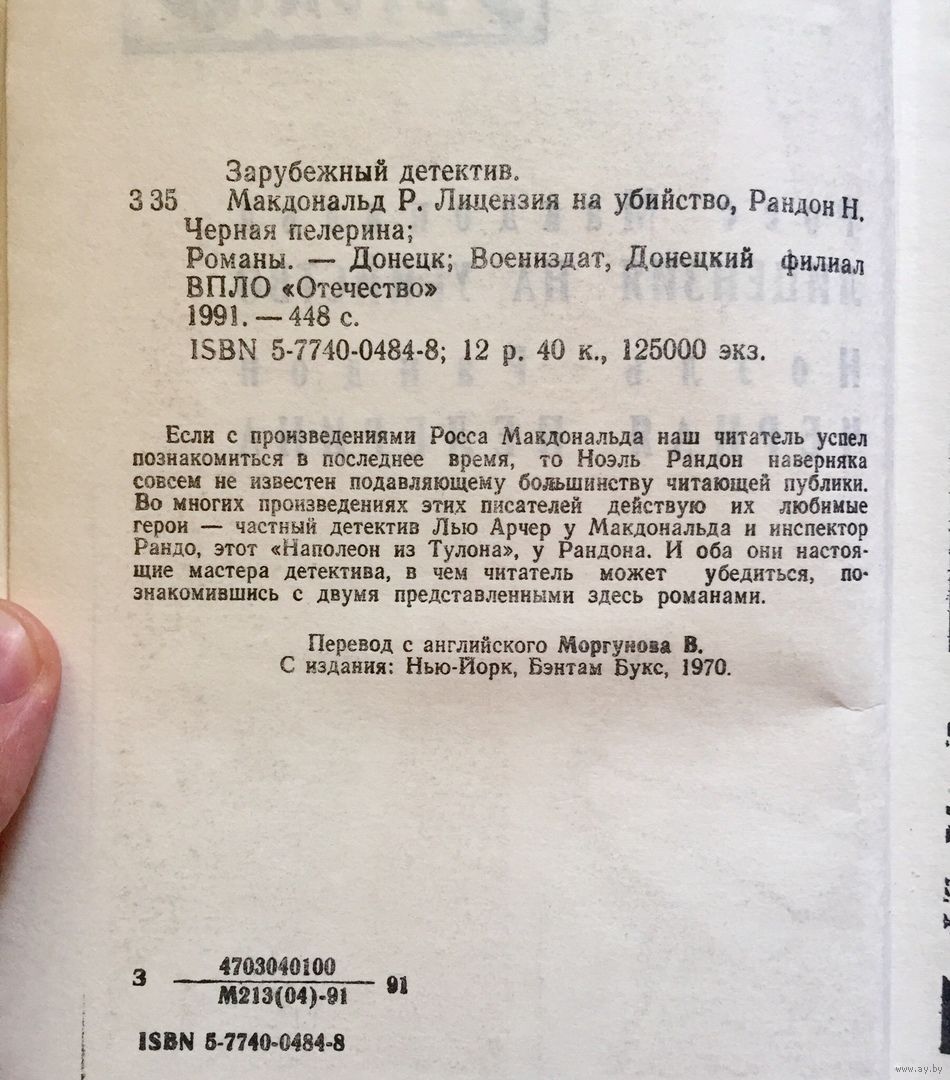 Зарубежный детектив.
З 35 Макдональд Р. Лицензия на убийство, Рандон Н.
Черная пелерина;
Романы. — Донецк; Воениздат, Донецкий филиал
ВПЛО «Отечество»
1991. — 448 с.
ISBN 5-7740-0484-8; 12 р. 40 к., 125000 экз.
Если с произведениями Росса Макдональда наш читатель успел
познакомиться в последнее время, то Ноэль Рандон наверняка
совсем не известен подавляющему большинству читающей публики.
Во многих произведениях этих писателей действую их любимые
герои — частный детектив Лью Арчер у Макдональда и инспектор
Рандо, этот «Наполеон из Тулона», у Рандона. И оба они настоя-
щие мастера детектива, в чем читатель может убедиться, по-
знакомившись с двумя представленными здесь романами.
Перевод с английского Моргунова В.
С издания: Нью-Йорк, Бэнтам Букс, 1970.
4703040100
З —————— 91
М213(04)-91
ISBN 5-7740-0484-8
www.ay.by